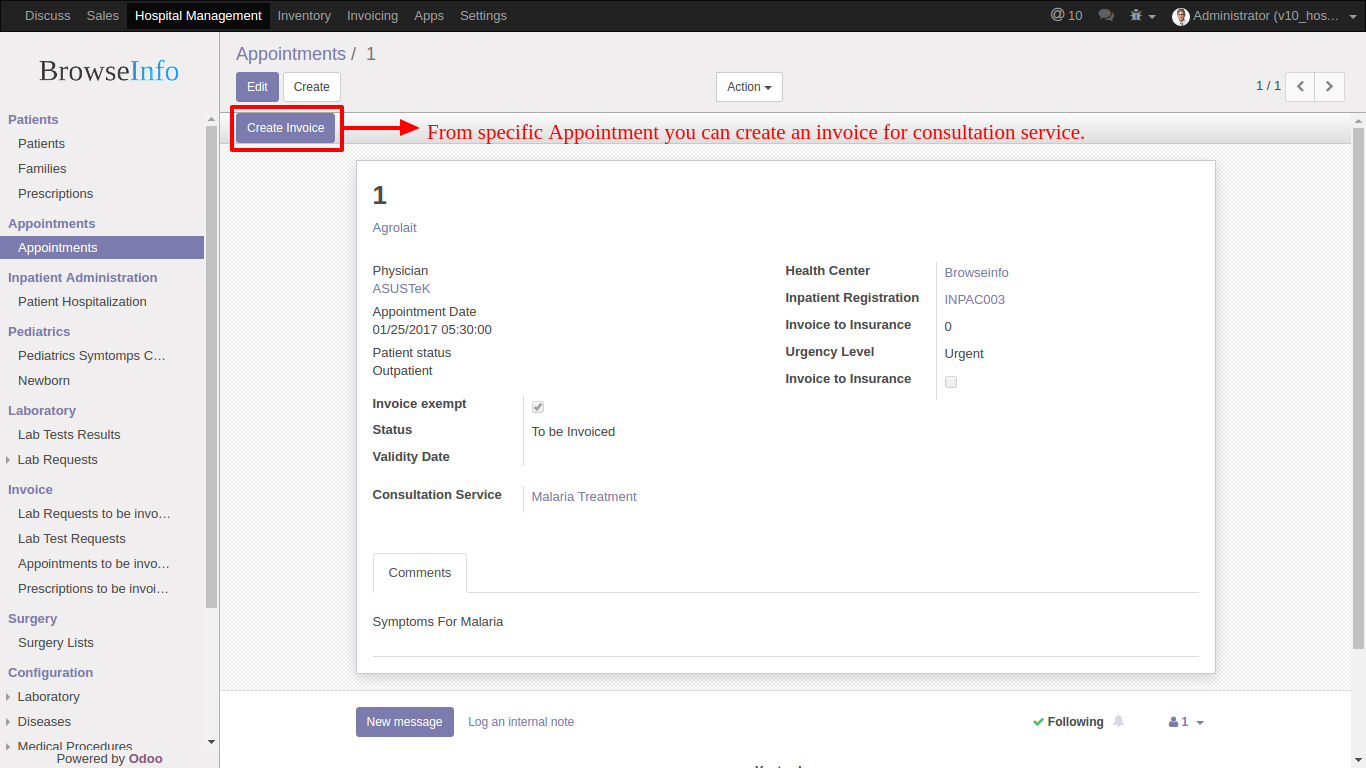 Discuss Sales Hospital Management Inventory Invoicing Apps Settings @ 10 Administrator (v10_hos...
BrowseInfo
Patients
Patients
Families
Prescriptions
Appointments
Appointments
Inpatient Administration
Patient Hospitalization
Pediatrics
Pediatrics Symtomps C...
Newborn
Laboratory
Lab Tests Results
Lab Requests
Invoice
Lab Requests to be invo...
Lab Test Requests
Appointments to be invo...
Prescriptions to be invoi...
Surgery
Surgery Lists
Configuration
Laboratory
Diseases
Medical Procedures
Powered by Odoo
Appointments / 1
Edit Create Action 1 / 1
Create Invoice From specific Appointment you can create an invoice for consultation service.
1
Agrolait
Physician
ASUSTeK
Appointment Date
01/25/2017 05:30:00
Patient status
Outpatient
Invoice exempt
Status To be Invoiced
Validity Date
Consultation Service Malaria Treatment
Health Center Browseinfo
Inpatient Registration INPAC003
Invoice to Insurance 0
Urgency Level Urgent
Invoice to Insurance
Comments
Symptoms For Malaria
New message Log an internal note Following 1